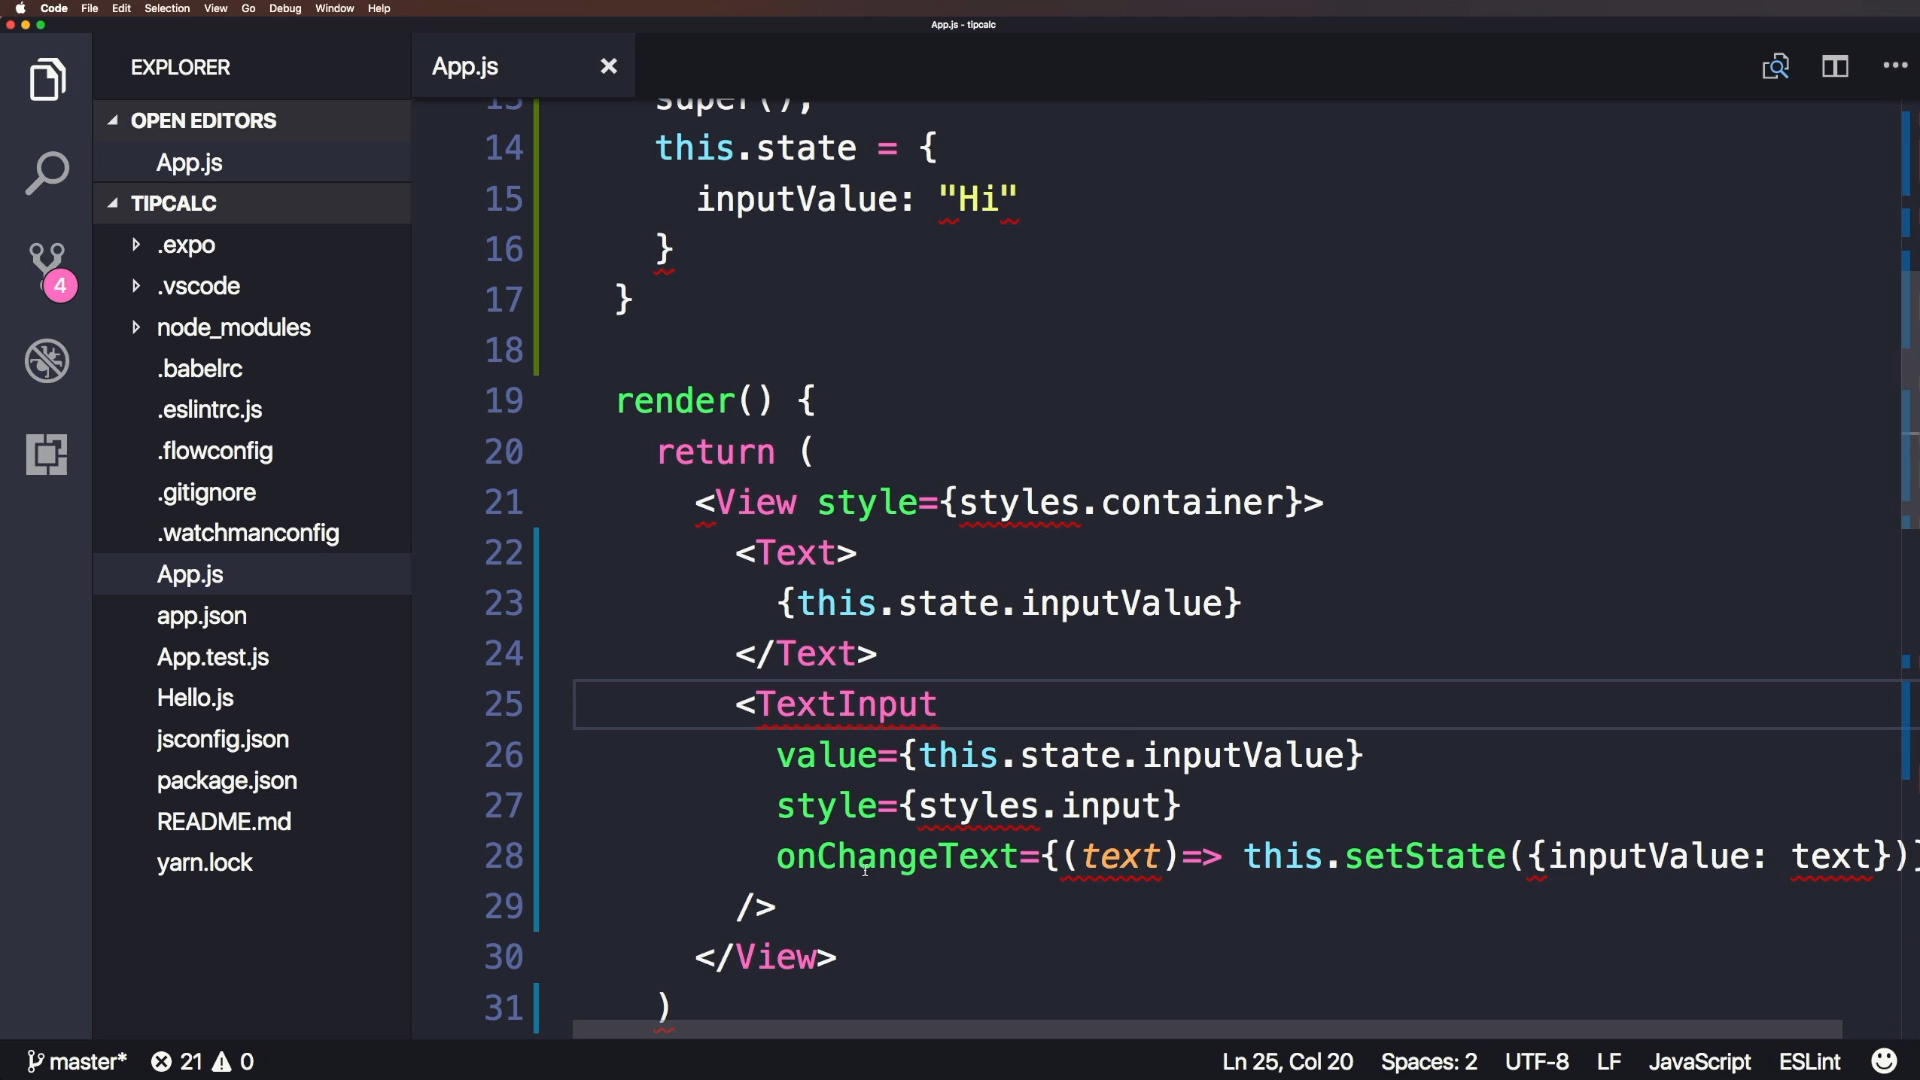 Code File Edit Selection View Go Debug Window Help
App.js - tipcalc
EXPLORER
OPEN EDITORS
App.js
TIPCALC
.expo
.vscode
node_modules
.babelrc
.eslintrc.js
.flowconfig
.gitignore
.watchmanconfig
App.js
app.json
App.test.js
Hello.js
jsconfig.json
package.json
README.md
yarn.lock
4
App.js
13 super();
14 this.state = {
15 inputValue: "Hi"
16 }
17 }
18
19 render() {
20 return (
21 <View style={styles.container}>
22 <Text>
23 {this.state.inputValue}
24 </Text>
25 <TextInput
26 value={this.state.inputValue}
27 style={styles.input}
28 onChangeText={(text)=> this.setState({inputValue: text})}
29 />
30 </View>
31 )
master* 21 0
Ln 25, Col 20 Spaces: 2 UTF-8 LF JavaScript ESLint